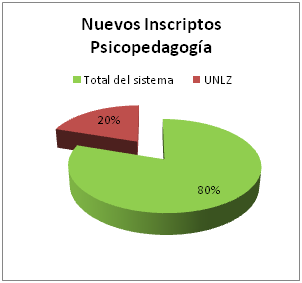 Nuevos Inscriptos
Psicopedagogía
Total del sistema UNLZ
20%
80%